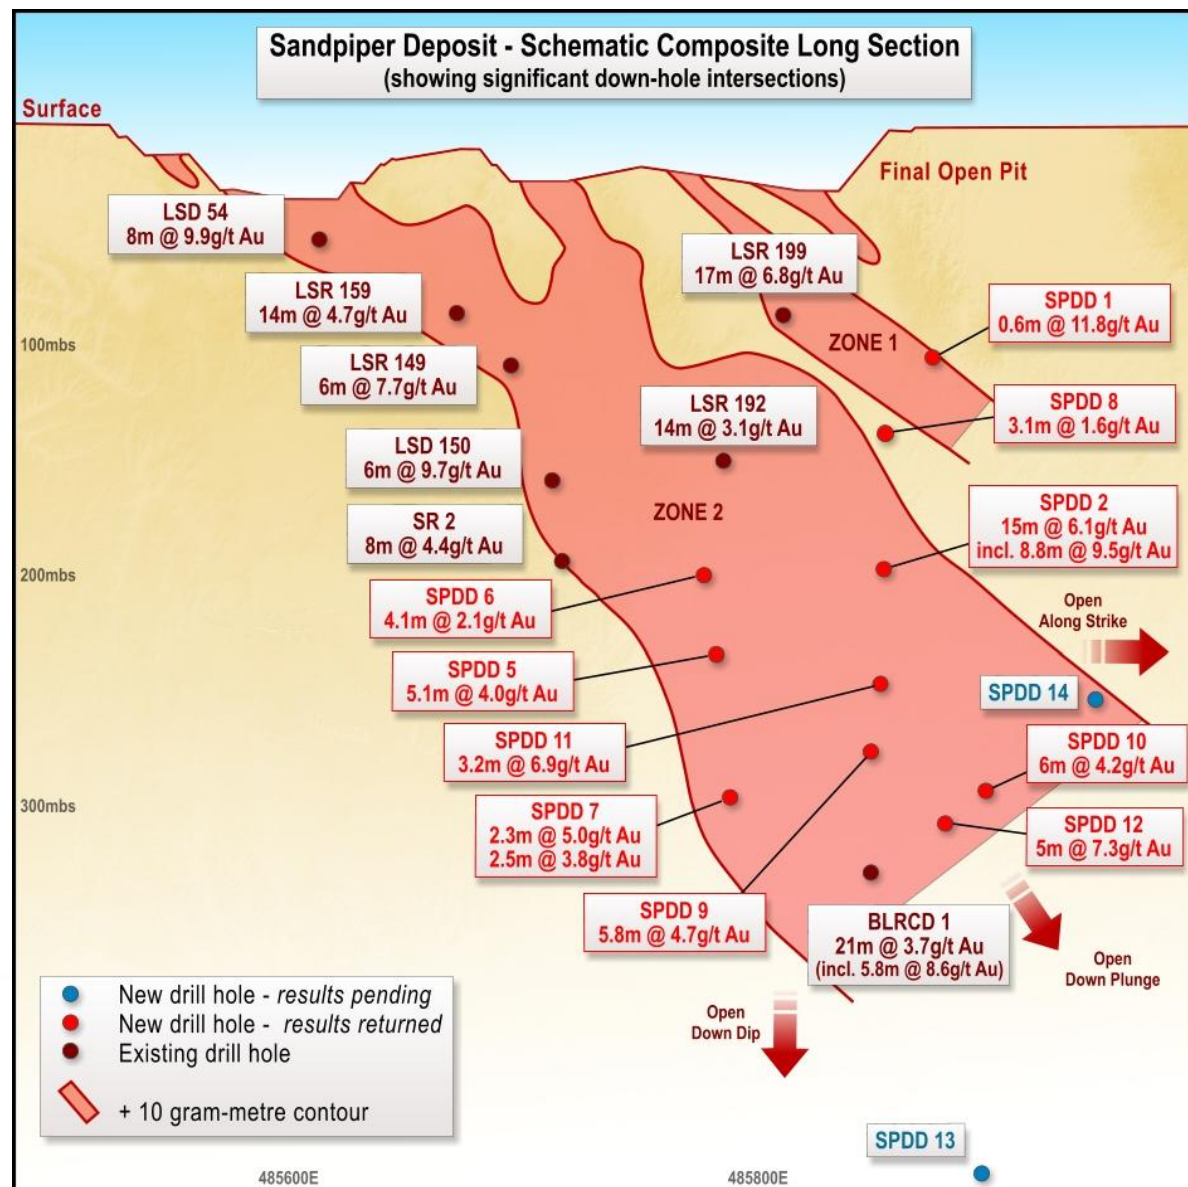 Sandpiper Deposit - Schematic Composite Long Section
(showing significant down-hole intersections)
Surface
Final Open Pit
LSD 54
8m @ 9.9g/t Au
LSR 199
17m @ 6.8g/t Au
LSR 159
14m @ 4.7g/t Au
SPDD 1
0.6m @ 11.8g/t Au
100mbs
ZONE 1
LSR 149
6m @ 7.7g/t Au
LSR 192
14m @ 3.1g/t Au
SPDD 8
3.1m @ 1.6g/t Au
LSD 150
6m @ 9.7g/t Au
ZONE 2
SPDD 2
15m @ 6.1g/t Au
incl. 8.8m @ 9.5g/t Au
SR 2
8m @ 4.4g/t Au
200mbs
SPDD 6
4.1m @ 2.1g/t Au
Open
Along Strike
SPDD 5
5.1m @ 4.0g/t Au
SPDD 14
SPDD 11
3.2m @ 6.9g/t Au
SPDD 10
6m @ 4.2g/t Au
300mbs
SPDD 7
2.3m @ 5.0g/t Au
2.5m @ 3.8g/t Au
SPDD 12
5m @ 7.3g/t Au
SPDD 9
5.8m @ 4.7g/t Au
BLRCD 1
21m @ 3.7g/t Au
(incl. 5.8m @ 8.6g/t Au)
Open
Down Plunge
Open
Down Dip
New drill hole - results pending
New drill hole - results returned
Existing drill hole
+ 10 gram-metre contour
SPDD 13
485600E
485800E